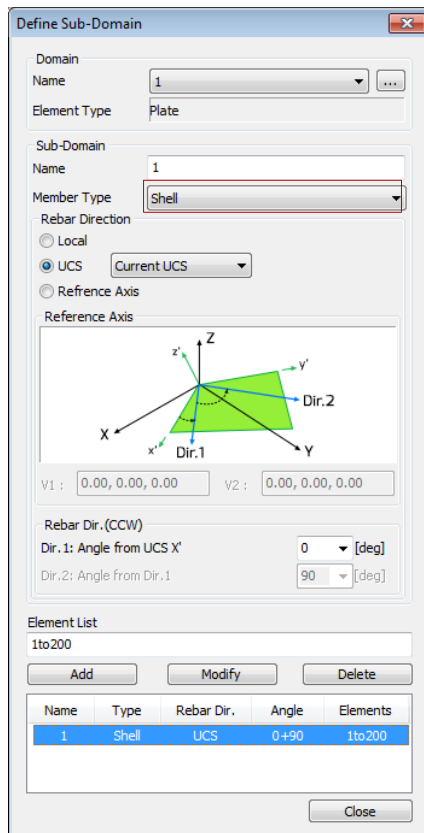 Define Sub-Domain
Domain
Name
1
...
Element Type
Plate
Sub-Domain
Name
1
Member Type
Shell
Rebar Direction
Local
UCS
Current UCS
Refrence Axis
Reference Axis
Z
z'
y'
Dir.2
X
x'
Dir.1
Y
V1 : 0.00, 0.00, 0.00 V2 : 0.00, 0.00, 0.00
Rebar Dir.(CCW)
Dir.1: Angle from UCS X' 0 [deg]
Dir.2: Angle from Dir.1 90 [deg]
Element List
1to200
Add Modify Delete
Name Type Rebar Dir. Angle Elements
1 Shell UCS 0+90 1to200
Close